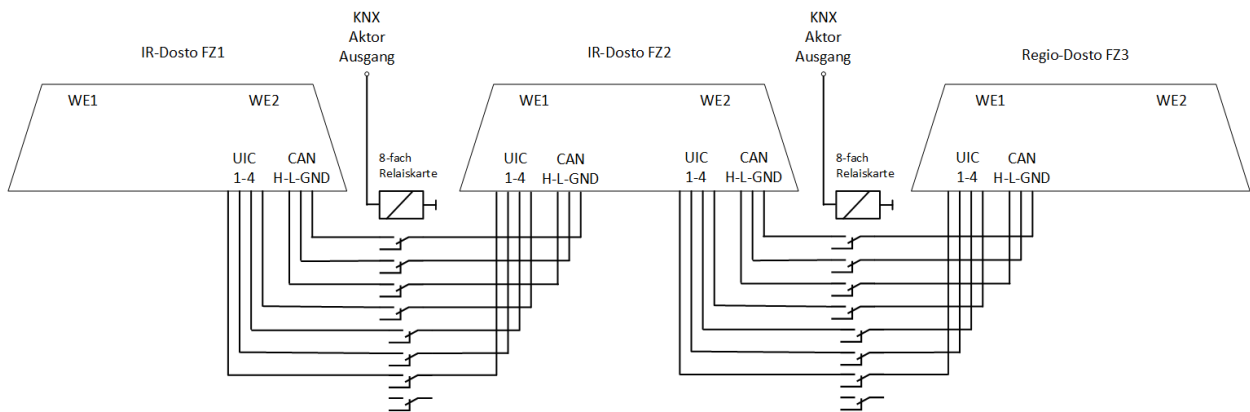 KNX
Aktor
Ausgang
KNX
Aktor
Ausgang
IR-Dosto FZ1
IR-Dosto FZ2
Regio-Dosto FZ3
WE1
WE2
WE1
WE2
WE1
WE2
UIC
1-4
CAN
H-L-GND
8-fach
Relaiskarte
UIC
1-4
CAN
H-L-GND
UIC
1-4
CAN
H-L-GND
8-fach
Relaiskarte
UIC
1-4
CAN
H-L-GND